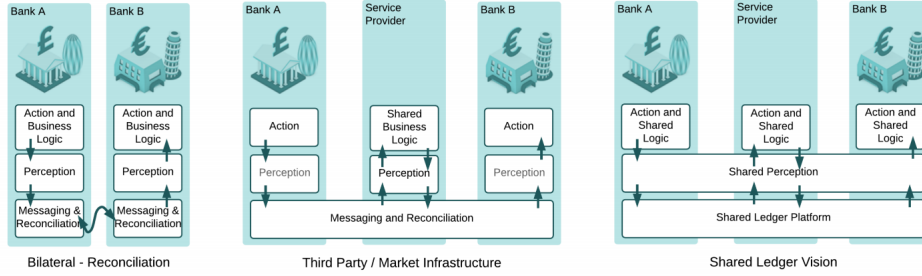 Bank A
Bank B
Action and
Business
Logic
Action and
Business
Logic
Perception
Perception
Messaging &
Reconciliation
Messaging &
Reconciliation
Bilateral - Reconciliation
Bank A
Service
Provider
Bank B
Action
Shared
Business
Logic
Action
Perception
Perception
Perception
Messaging and Reconciliation
Third Party / Market Infrastructure
Bank A
Service
Provider
Bank B
Action and
Shared
Logic
Action and
Shared
Logic
Action and
Shared
Logic
Shared Perception
Shared Ledger Platform
Shared Ledger Vision